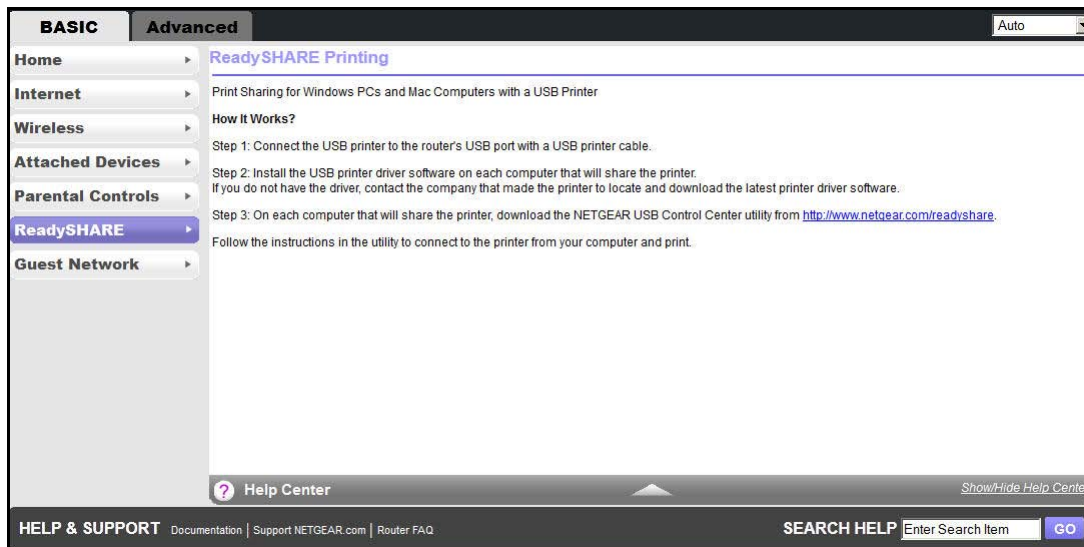 BASIC
Advanced
Auto
Home
Internet
Wireless
Attached Devices
Parental Controls
ReadySHARE
Guest Network
ReadySHARE Printing
Print Sharing for Windows PCs and Mac Computers with a USB Printer
How It Works?
Step 1: Connect the USB printer to the router's USB port with a USB printer cable.
Step 2: Install the USB printer driver software on each computer that will share the printer.
If you do not have the driver, contact the company that made the printer to locate and download the latest printer driver software.
Step 3: On each computer that will share the printer, download the NETGEAR USB Control Center utility from http://www.netgear.com/readyshare.
Follow the instructions in the utility to connect to the printer from your computer and print.
? Help Center
Show/Hide Help Cente
HELP & SUPPORT Documentation | Support NETGEAR.com | Router FAQ
SEARCH HELP Enter Search Item GO